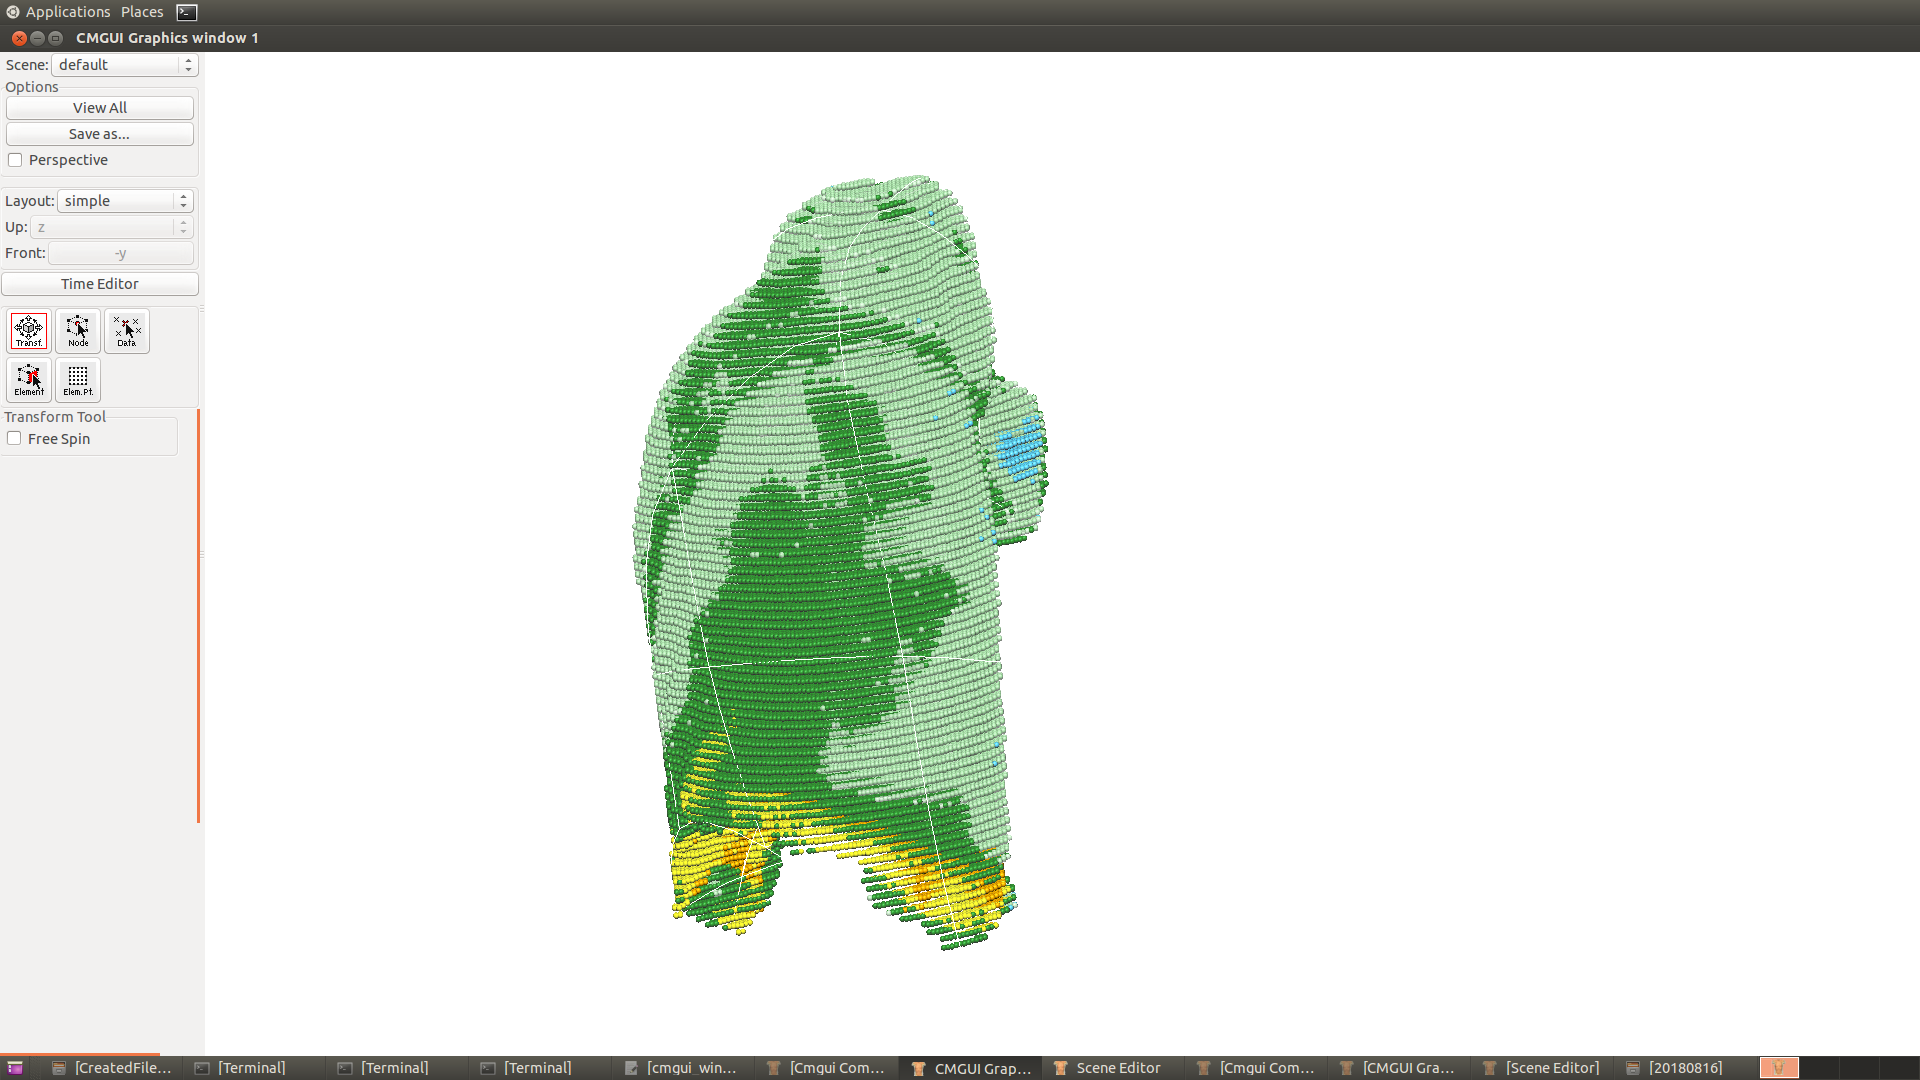 Applications Places
CMGUI Graphics window 1
Scene: default
Options
View All
Save as...
Perspective
Layout: simple
Up: z
Front: -y
Time Editor
Transf. Node Data
Element Elem.Pt.
Transform Tool
Free Spin
[CreatedFile... [Terminal] [Terminal] [Terminal] [cmgui_win... [Cmgui Com... CMGUI Grap... Scene Editor [Cmgui Com... [CMGUI Gra... [Scene Editor] [20180816]